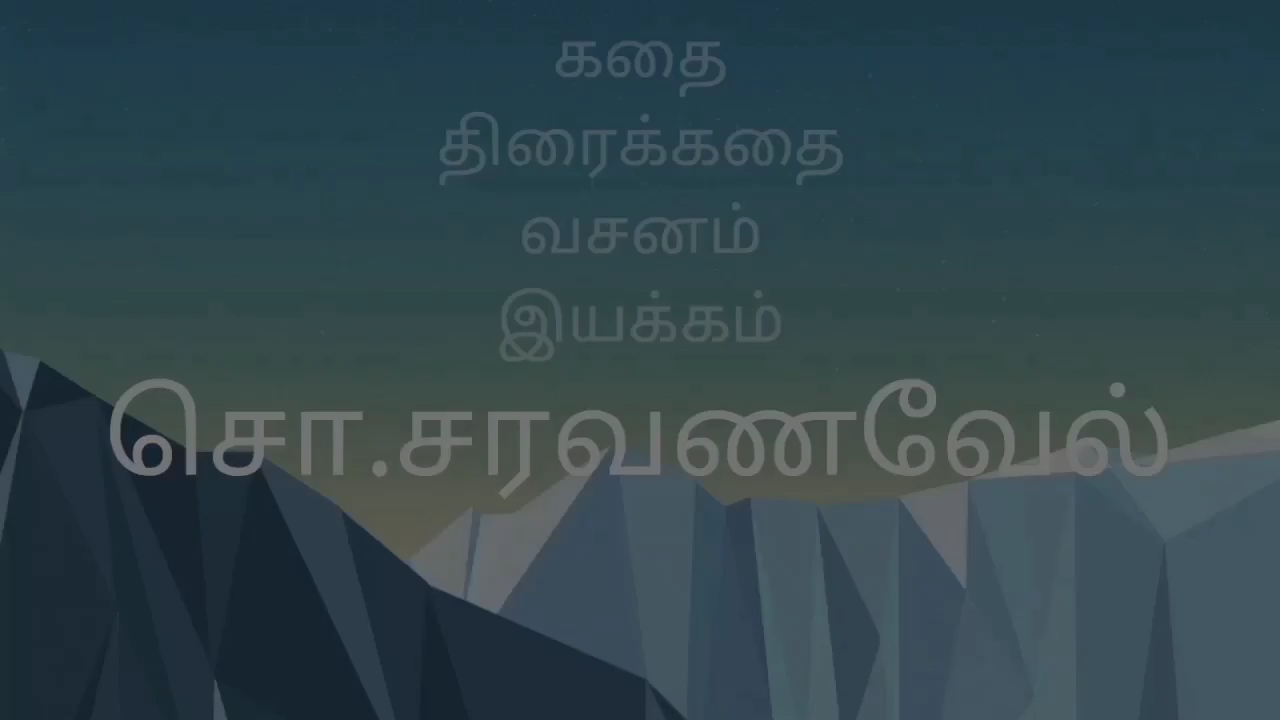 கதை
திரைக்கதை
வசனம்
இயக்கம்
சொ.சரவணவேல்